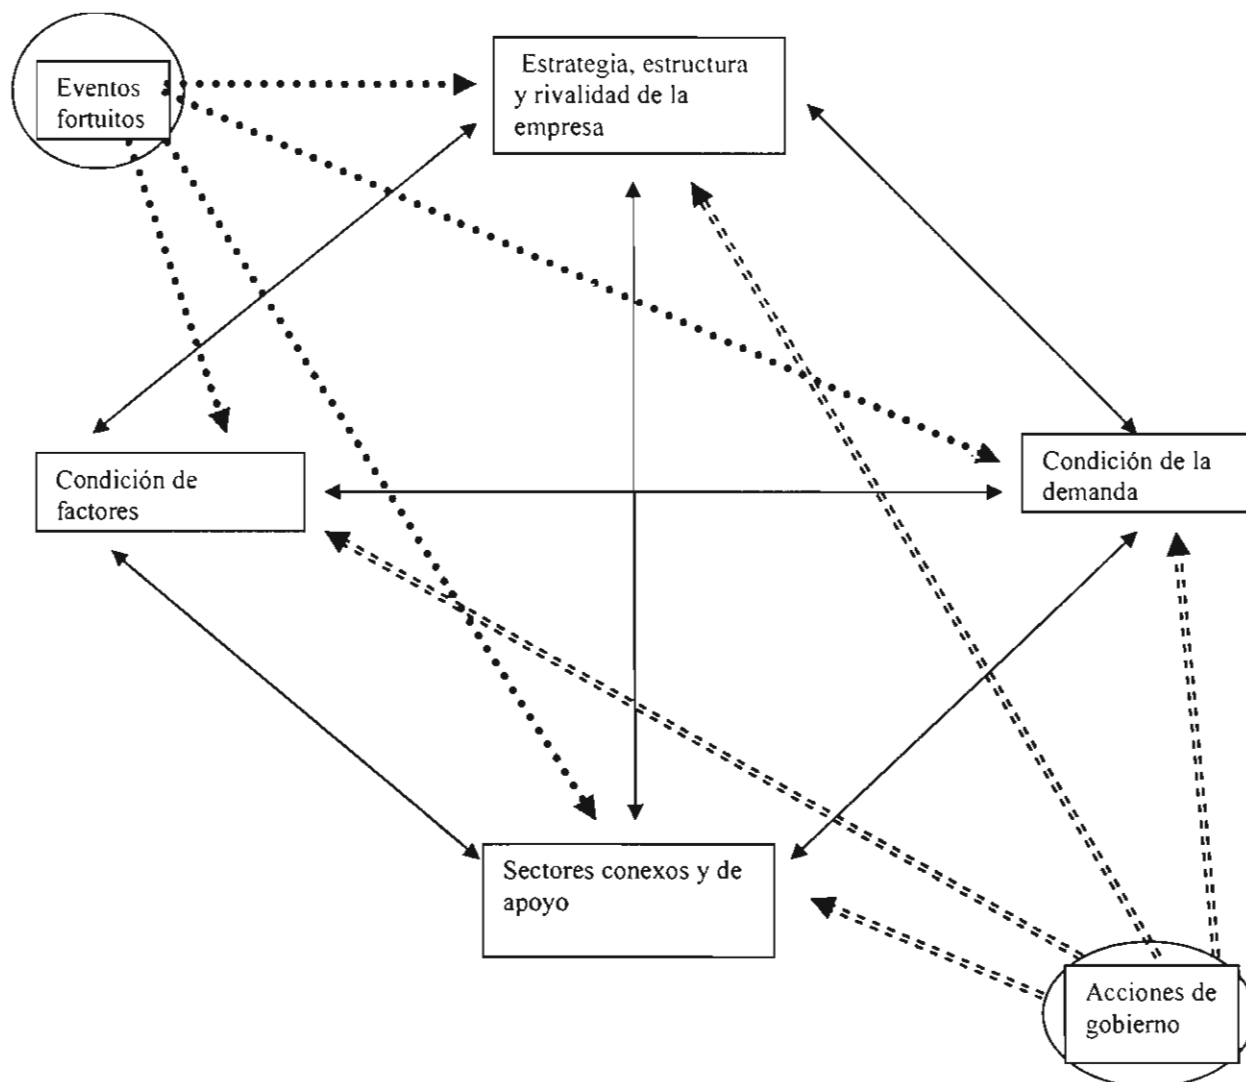 Eventos
fortuitos
Estrategia, estructura
y rivalidad de la
empresa
Condición de
factores
Condición de la
demanda
Sectores conexos y de
apoyo
Acciones de
gobierno